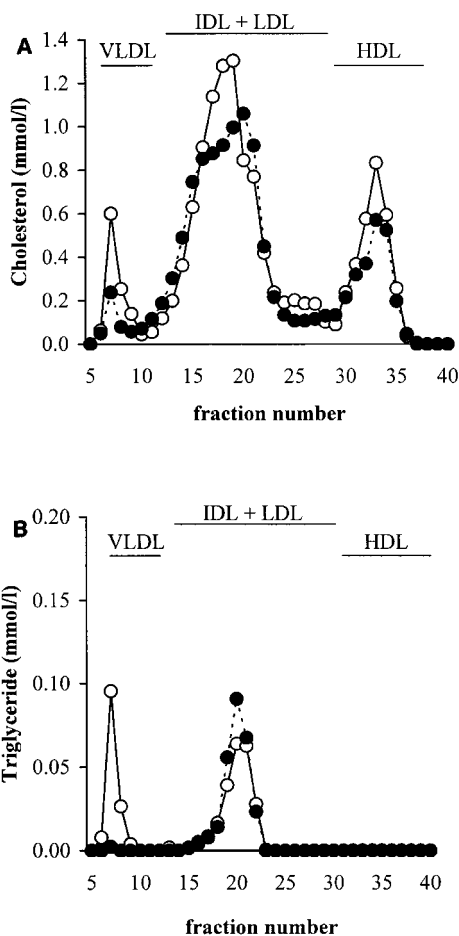 A
VLDL
IDL + LDL
HDL
Cholesterol (mmol/l)
1.4
1.2
1.0
0.8
0.6
0.4
0.2
0.0
5 10 15 20 25 30 35 40
fraction number
B
VLDL
IDL + LDL
HDL
Triglyceride (mmol/l)
0.20
0.15
0.10
0.05
0.00
5 10 15 20 25 30 35 40
fraction number